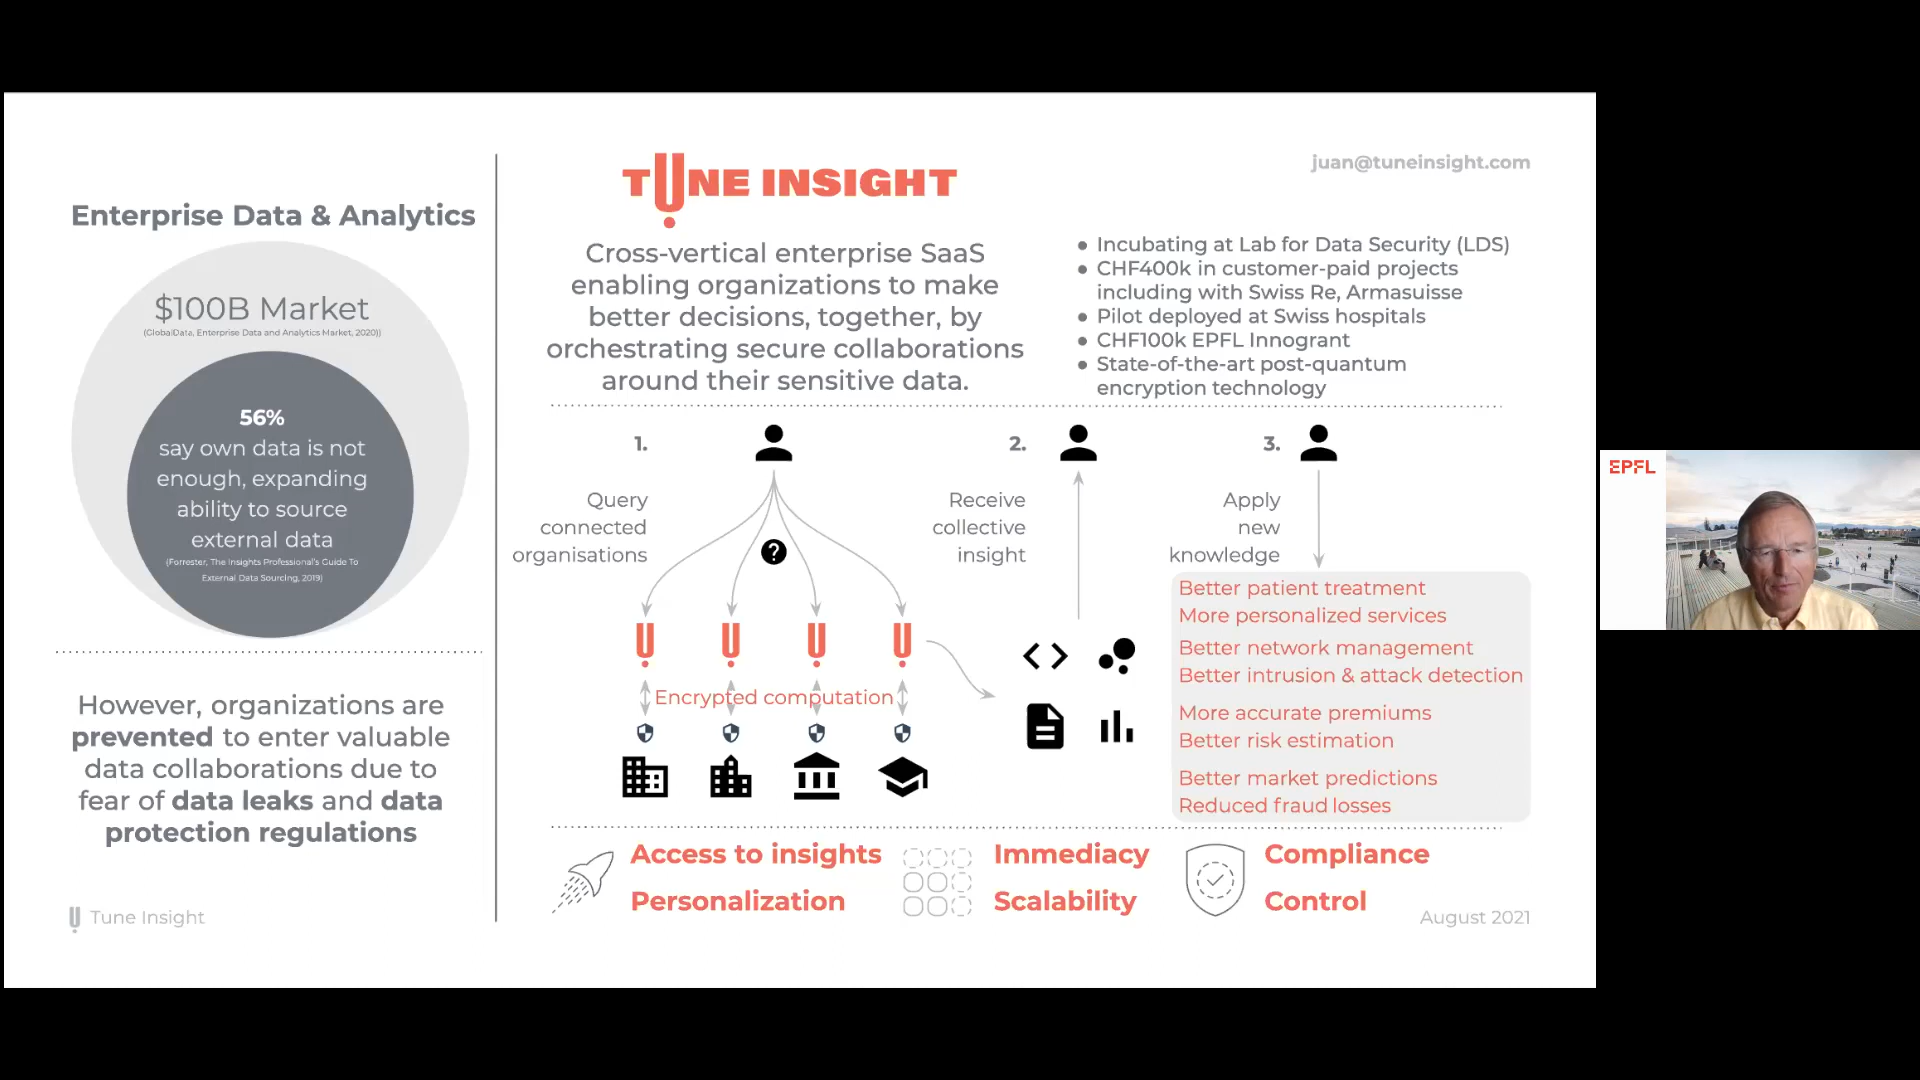 Enterprise Data & Analytics
$100B Market
(GlobalData, Enterprise Data and Analytics Market, 2020))
56%
say own data is not
enough, expanding
ability to source
external data
(Forrester, The Insights Professional's Guide To
External Data Sourcing, 2019)
However, organizations are
prevented to enter valuable
data collaborations due to
fear of data leaks and data
protection regulations
Tune Insight
TUNE INSIGHT
Cross-vertical enterprise SaaS
enabling organizations to make
better decisions, together, by
orchestrating secure collaborations
around their sensitive data.
juan@tuneinsight.com
● Incubating at Lab for Data Security (LDS)
● CHF400k in customer-paid projects
including with Swiss Re, Armasuisse
● Pilot deployed at Swiss hospitals
● CHF100k EPFL Innogrant
● State-of-the-art post-quantum
encryption technology
1.
Query
connected
organisations
?
Encrypted computation
2.
Receive
collective
insight
3.
Apply
new
knowledge
Better patient treatment
More personalized services
Better network management
Better intrusion & attack detection
More accurate premiums
Better risk estimation
Better market predictions
Reduced fraud losses
Access to insights
Personalization
Immediacy
Scalability
Compliance
Control
August 2021
EPFL